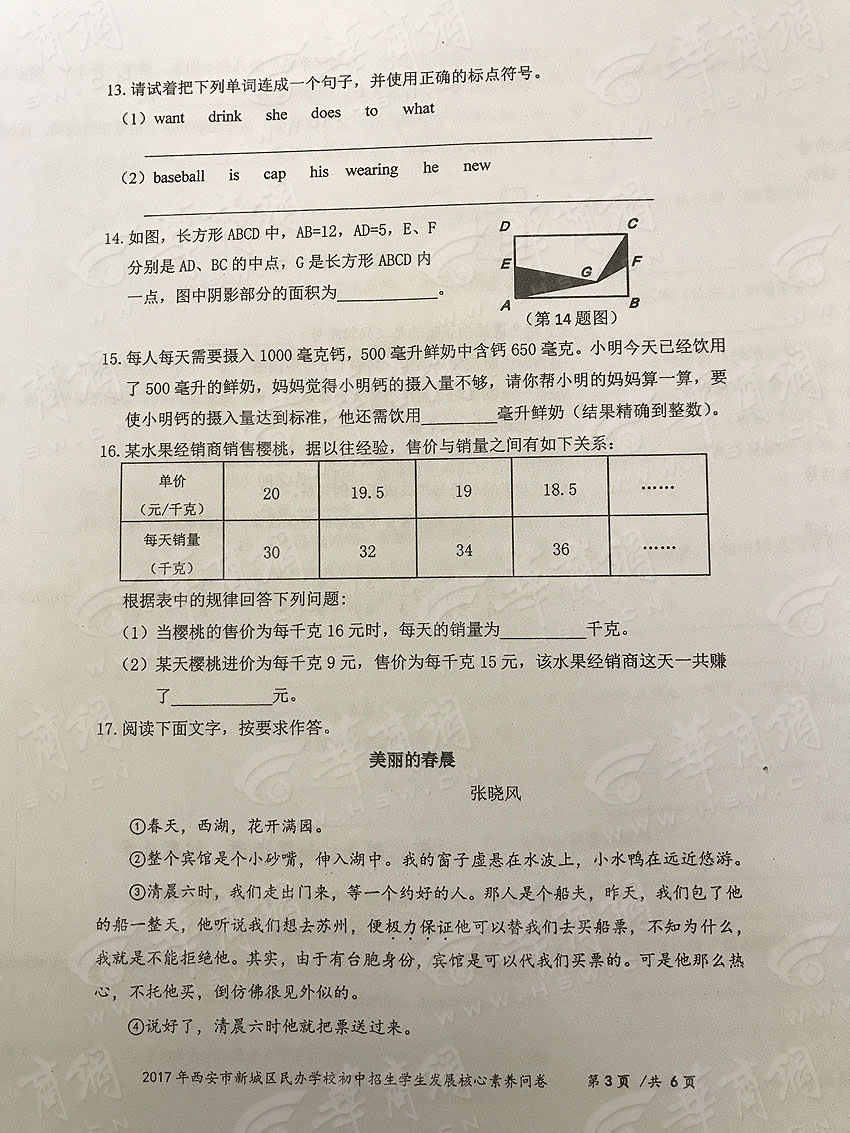 13. 请试着把下列单词连成一个句子，并使用正确的标点符号。
（1）want drink she does to what
（2）baseball is cap his wearing he new
14. 如图，长方形 ABCD 中，AB=12，AD=5，E、F
分别是 AD、BC 的中点，G 是长方形 ABCD 内
一点，图中阴影部分的面积为____________。
D C
E G F
A B
（第 14 题图）
15. 每人每天需要摄入 1000 毫克钙，500 毫升鲜奶中含钙 650 毫克。小明今天已经饮用
了 500 毫升的鲜奶，妈妈觉得小明钙的摄入量不够，请你帮小明的妈妈算一算，要
使小明钙的摄入量达到标准，他还需饮用_________毫升鲜奶（结果精确到整数）。
16. 某水果经销商销售樱桃，据以往经验，售价与销量之间有如下关系：
单价
（元/千克） 20 19.5 19 18.5 ……
每天销量
（千克） 30 32 34 36 ……
根据表中的规律回答下列问题：
（1）当樱桃的售价为每千克 16 元时，每天的销量为__________千克。
（2）某天樱桃进价为每千克 9 元，售价为每千克 15 元，该水果经销商这天一共赚
了____________元。
17. 阅读下面文字，按要求作答。
美丽的春晨
张晓风
①春天，西湖，花开满园。
②整个宾馆是个小砂嘴，伸入湖中。我的窗子虚悬在水波上，小水鸭在远近悠游。
③清晨六时，我们走出门来，等一个约好的人。那人是个船夫，昨天，我们包了他
的船一整天，他听说我们想去苏州，便极力保证他可以替我们去买船票，不知为什么，
我就是不能拒绝他。其实，由于有台胞身份，宾馆是可以代我们买票的。可是他那么热
心，不托他买，倒仿佛很见外似的。
④说好了，清晨六时他就把票送过来。
2017 年西安市新城区民办学校初中招生学生发展核心素养问卷 第 3 页 /共 6 页
华商网
WWW.HSW.CN